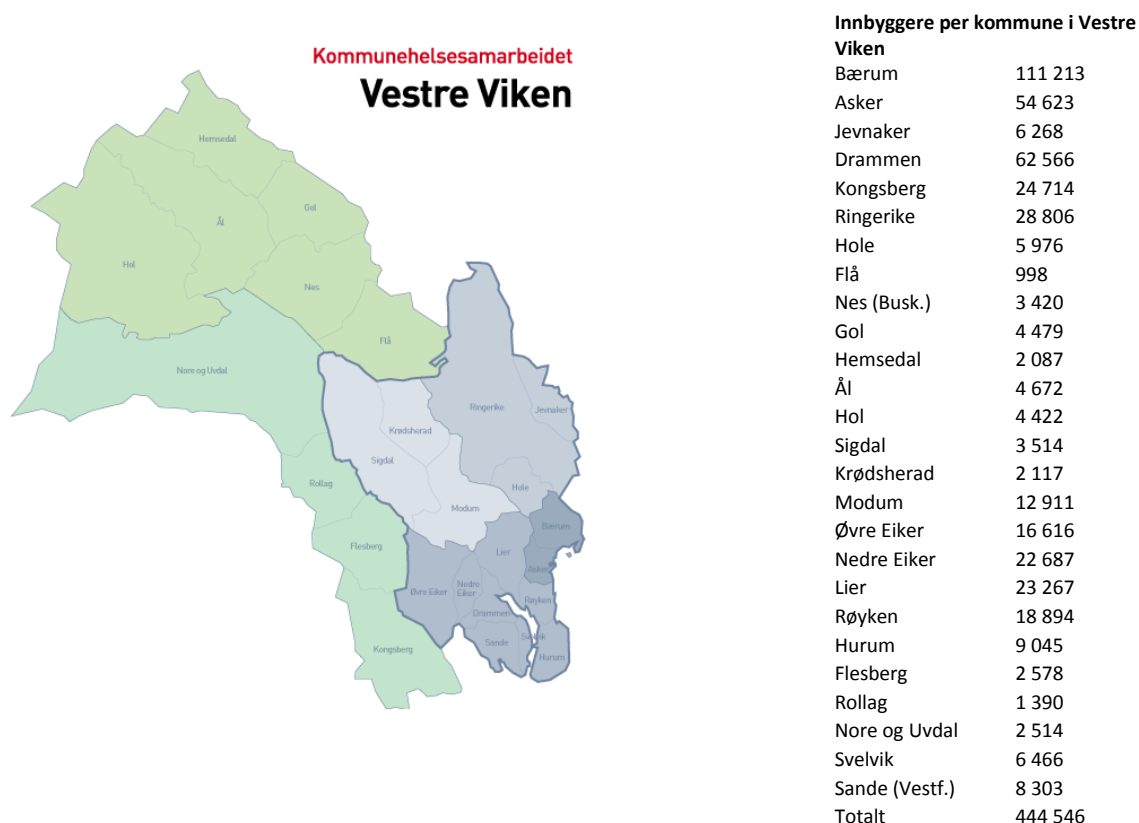 Kommunehelsesamarbeidet
Vestre Viken
Hemsedal
Gol
Ål
Hol
Nes
Flå
Nore og Uvdal
Ringerike
Jevnaker
Krødsherad
Sigdal
Rollag
Hole
Modum
Bærum
Flesberg
Lier
Asker
Øvre Eiker
Nedre
Eiker
Røyken
Drammen
Svelvik
Sande
Kongsberg
Hurum
Innbyggere per kommune i Vestre
Viken
Bærum 111 213
Asker 54 623
Jevnaker 6 268
Drammen 62 566
Kongsberg 24 714
Ringerike 28 806
Hole 5 976
Flå 998
Nes (Busk.) 3 420
Gol 4 479
Hemsedal 2 087
Ål 4 672
Hol 4 422
Sigdal 3 514
Krødsherad 2 117
Modum 12 911
Øvre Eiker 16 616
Nedre Eiker 22 687
Lier 23 267
Røyken 18 894
Hurum 9 045
Flesberg 2 578
Rollag 1 390
Nore og Uvdal 2 514
Svelvik 6 466
Sande (Vestf.) 8 303
Totalt 444 546